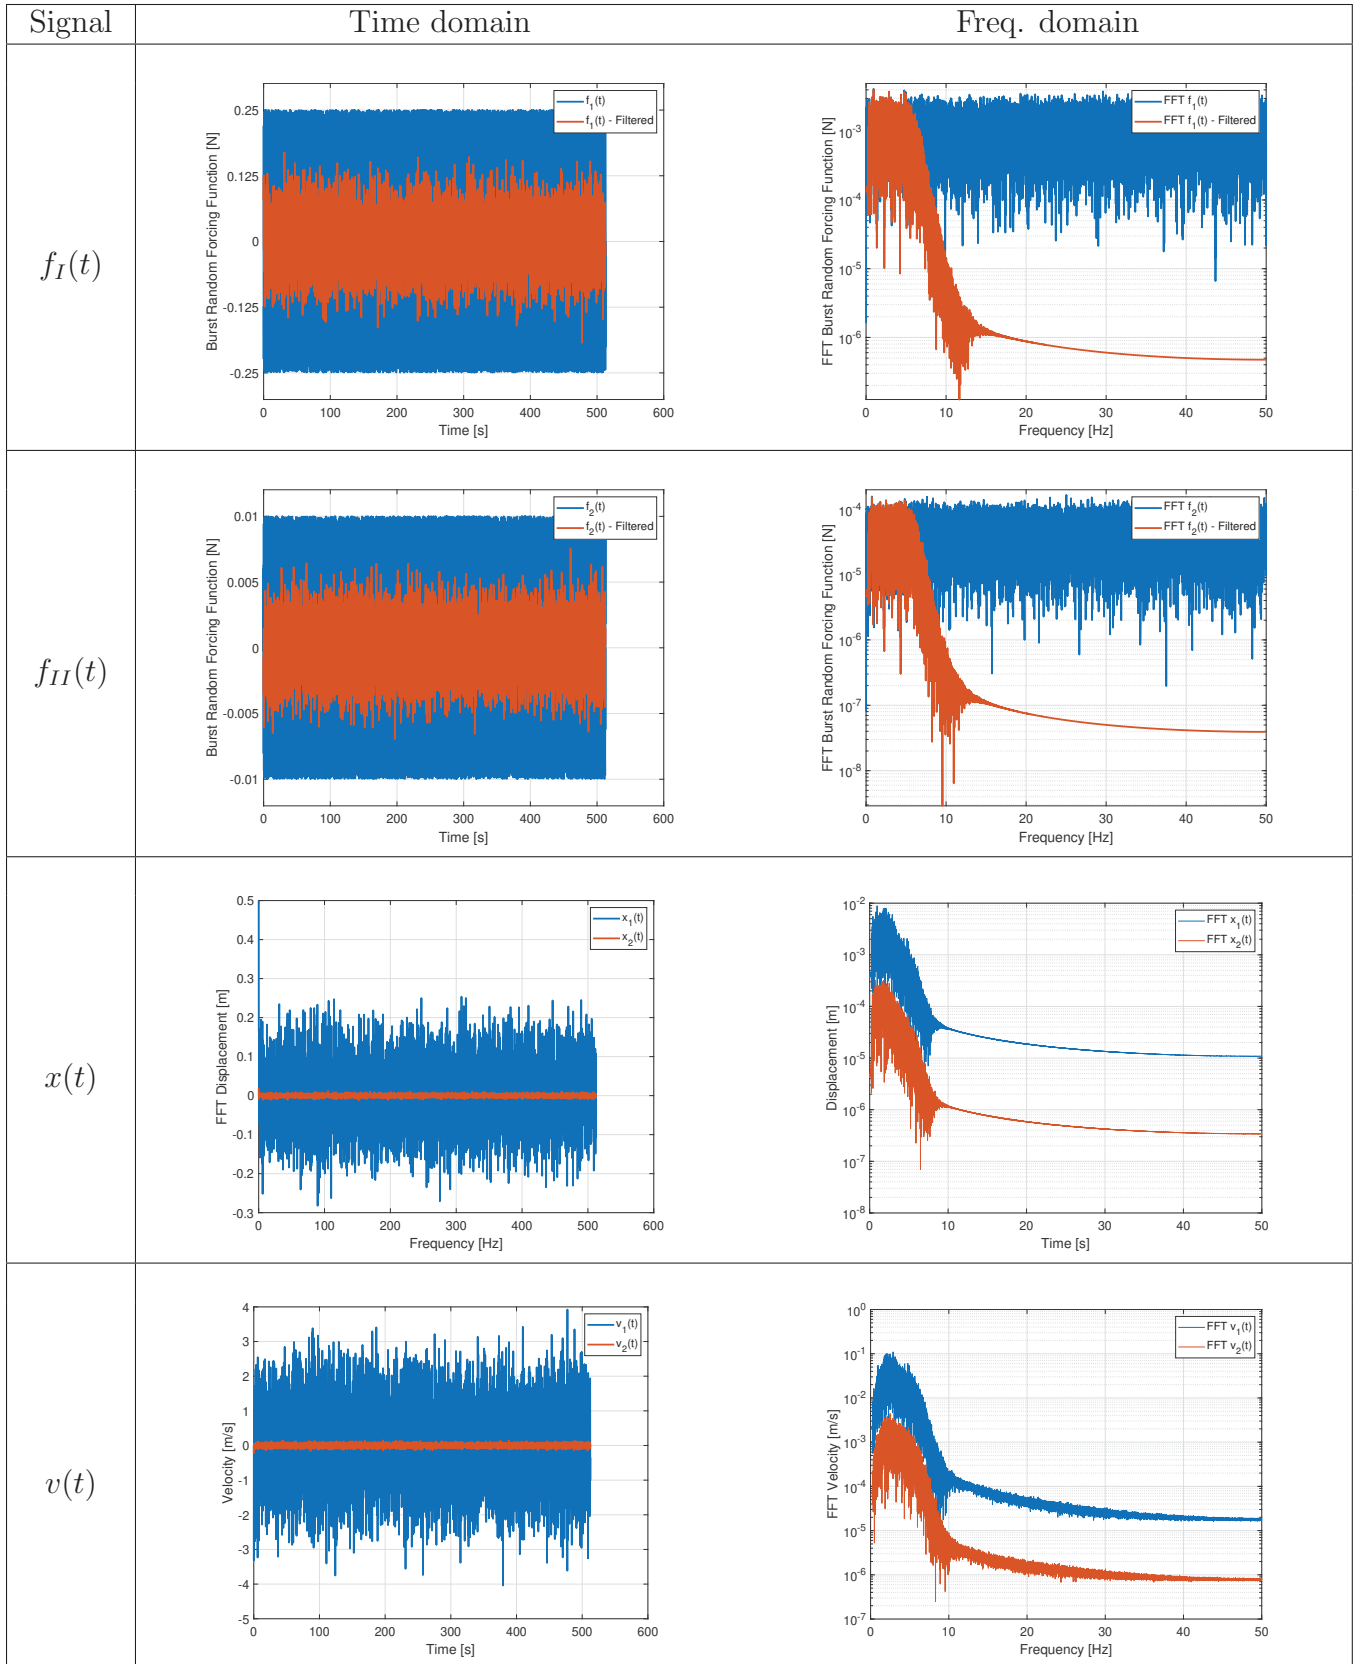 Signal Time domain Freq. domain
f_I(t)
f_1(t)
f_1(t) - Filtered
0.25
0.125
0
-0.125
-0.25
Burst Random Forcing Function [N]
0 100 200 300 400 500 600
Time [s]
FFT f_1(t)
FFT f_1(t) - Filtered
10^-3
10^-4
10^-5
10^-6
FFT Burst Random Forcing Function [N]
0 10 20 30 40 50
Frequency [Hz]
f_{II}(t)
f_2(t)
f_2(t) - Filtered
0.01
0.005
0
-0.005
-0.01
Burst Random Forcing Function [N]
0 100 200 300 400 500 600
Time [s]
FFT f_2(t)
FFT f_2(t) - Filtered
10^-4
10^-5
10^-6
10^-7
10^-8
FFT Burst Random Forcing Function [N]
0 10 20 30 40 50
Frequency [Hz]
x(t)
x_1(t)
x_2(t)
0.5
0.4
0.3
0.2
0.1
0
-0.1
-0.2
-0.3
FFT Displacement [m]
0 100 200 300 400 500 600
Frequency [Hz]
FFT x_1(t)
FFT x_2(t)
10^-2
10^-3
10^-4
10^-5
10^-6
10^-7
10^-8
Displacement [m]
0 10 20 30 40 50
Time [s]
v(t)
v_1(t)
v_2(t)
4
3
2
1
0
-1
-2
-3
-4
-5
Velocity [m/s]
0 100 200 300 400 500 600
Time [s]
FFT v_1(t)
FFT v_2(t)
10^0
10^-1
10^-2
10^-3
10^-4
10^-5
10^-6
10^-7
FFT Velocity [m/s]
0 10 20 30 40 50
Frequency [Hz]